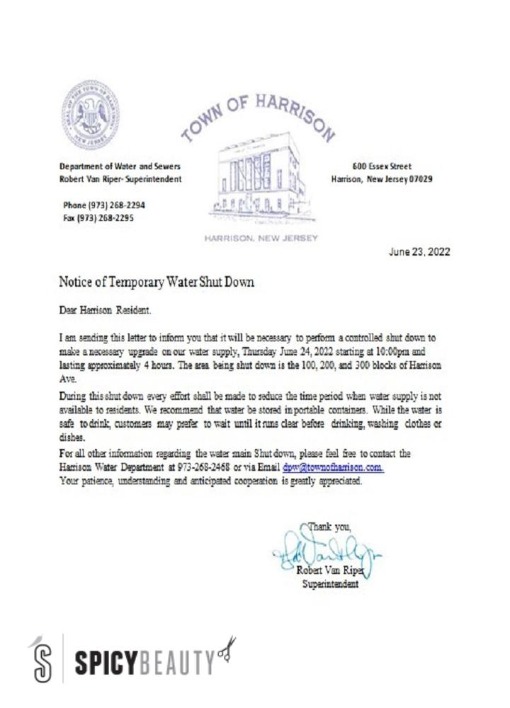 SEAL OF THE TOWN OF HARRISON
NEW JERSEY
TOWN OF HARRISON
HARRISON, NEW JERSEY
Department of Water and Sewers
Robert Van Riper- Superintendent
Phone (973) 268-2294
Fax (973) 268-2295
600 Essex Street
Harrison, New Jersey 07029
June 23, 2022
Notice of Temporary Water Shut Down
Dear Harrison Resident.
I am sending this letter to inform you that it will be necessary to perform a controlled shut down to
make a necessary upgrade on our water supply, Thursday June 24, 2022 starting at 10:00pm and
lasting approximately 4 hours. The area being shut down is the 100, 200, and 300 blocks of Harrison
Ave.
During this shut down every effort shall be made to reduce the time period when water supply is not
available to residents. We recommend that water be stored in portable containers. While the water is
safe to drink, customers may prefer to wait until it runs clear before drinking, washing clothes or
dishes.
For all other information regarding the water main Shut down, please feel free to contact the
Harrison Water Department at 973-268-2468 or via Email dpw@townofharrison.com.
Your patience, understanding and anticipated cooperation is greatly appreciated.
Thank you,
Robert Van Riper
Superintendent
S SPICYBEAUTY